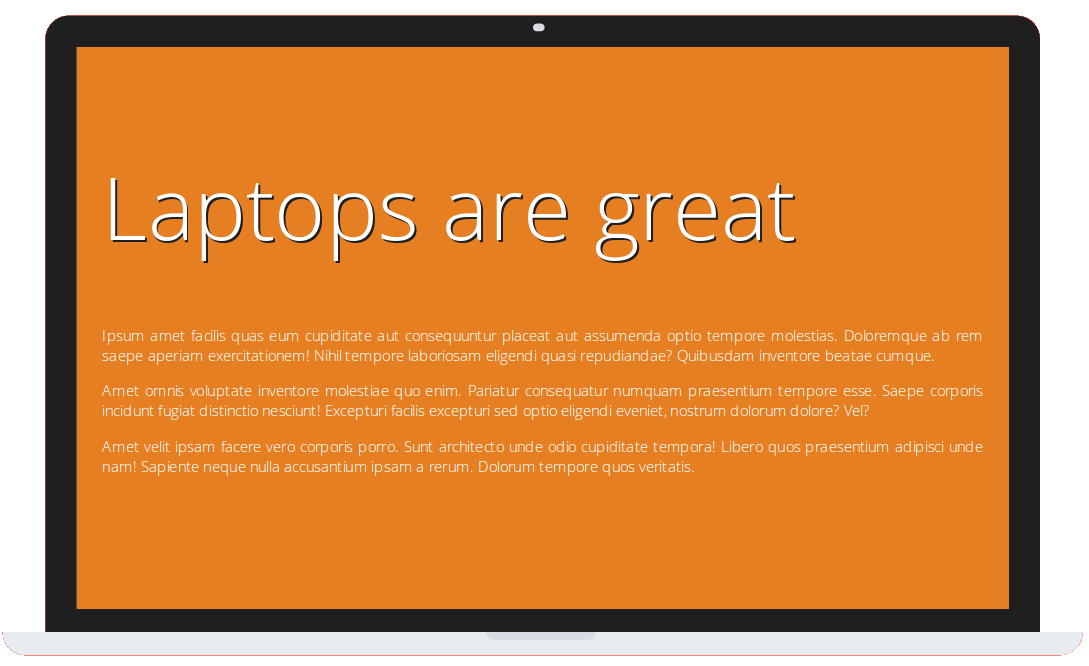 Laptops are great
Ipsum amet facilis quas eum cupiditate aut consequuntur placeat aut assumenda optio tempore molestias. Doloremque ab rem
saepe aperiam exercitationem! Nihil tempore laboriosam eligendi quasi repudiandae? Quibusdam inventore beatae cumque.
Amet omnis voluptate inventore molestiae quo enim. Pariatur consequatur numquam praesentium tempore esse. Saepe corporis
incidunt fugiat distinctio nesciunt! Excepturi facilis excepturi sed optio eligendi eveniet, nostrum dolorum dolore? Vel?
Amet velit ipsam facere vero corporis porro. Sunt architecto unde odio cupiditate tempora! Libero quos praesentium adipisci unde
nam! Sapiente neque nulla accusantium ipsam a rerum. Dolorum tempore quos veritatis.